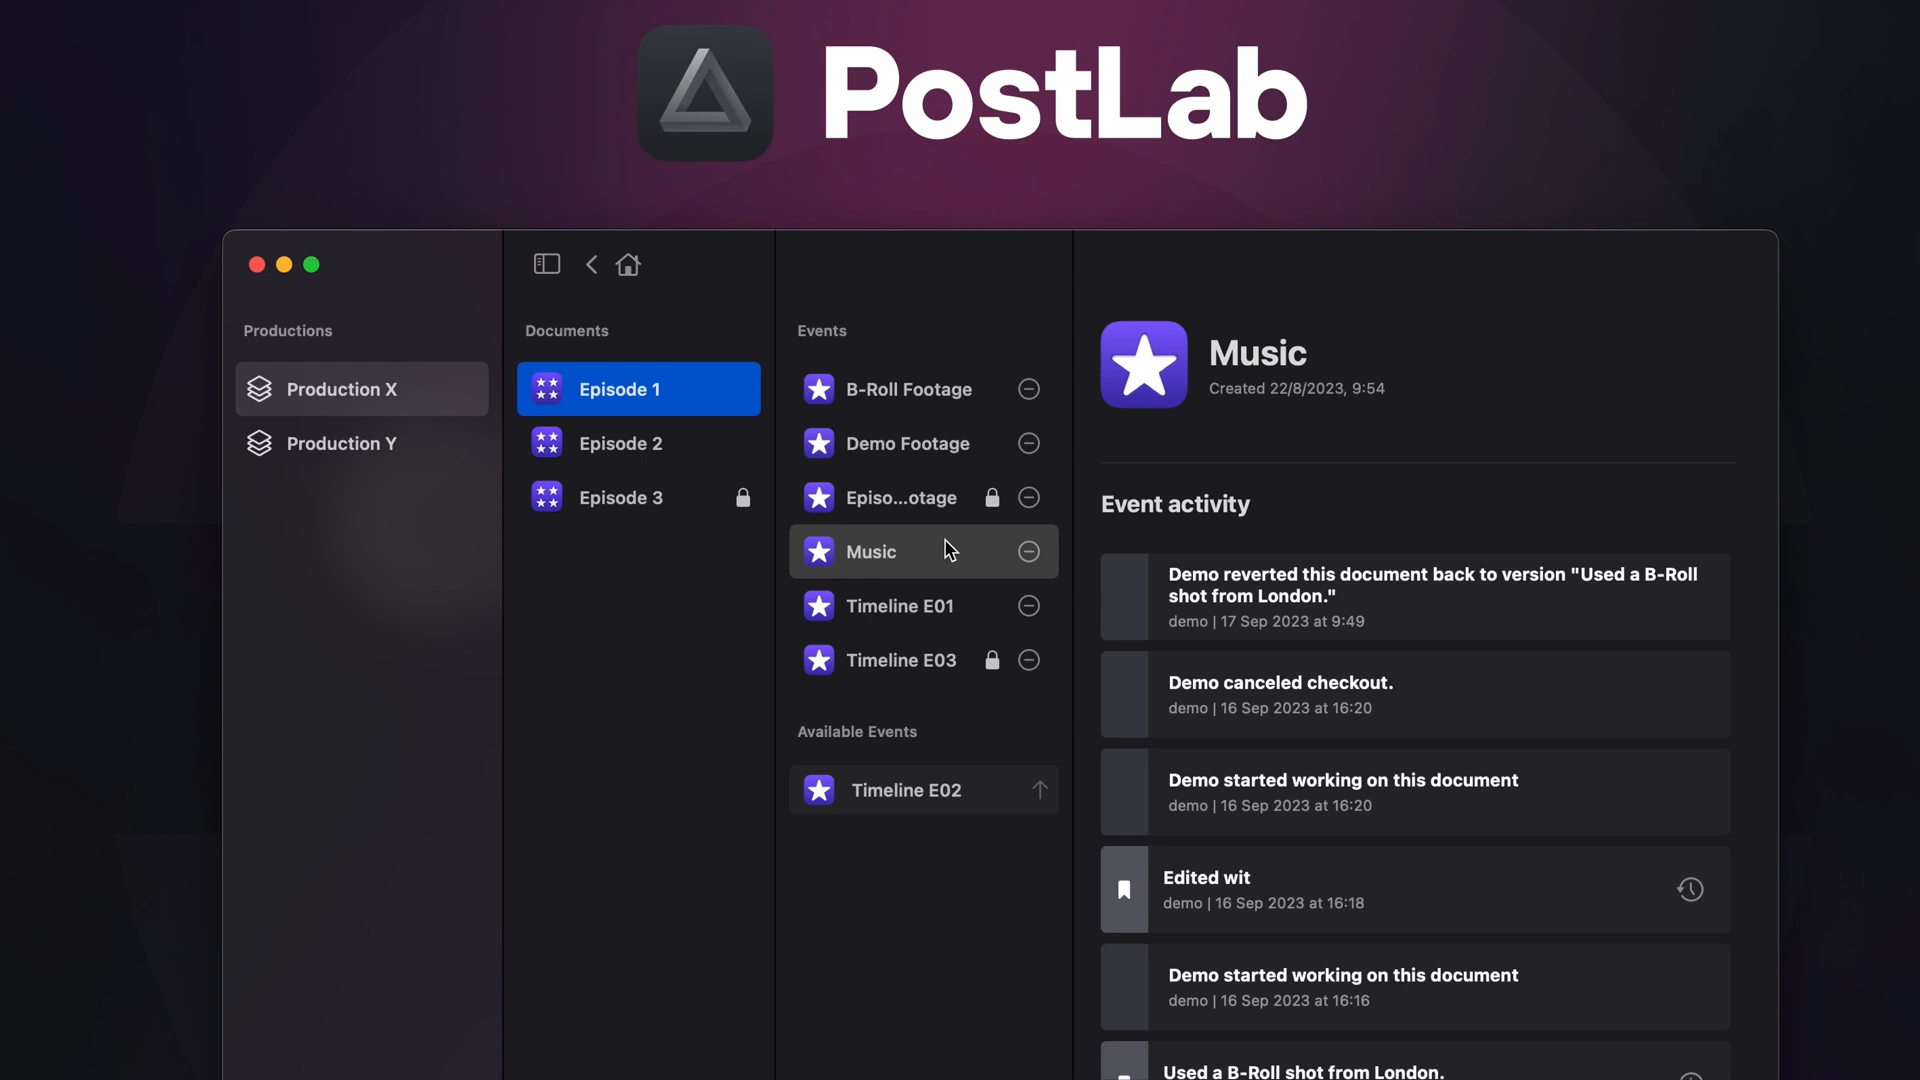 PostLab
Productions
Production X
Production Y
Documents
Episode 1
Episode 2
Episode 3
Events
B-Roll Footage
Demo Footage
Episo...otage
Music
Timeline E01
Timeline E03
Available Events
Timeline E02
Music
Created 22/8/2023, 9:54
Event activity
Demo reverted this document back to version "Used a B-Roll
shot from London."
demo | 17 Sep 2023 at 9:49
Demo canceled checkout.
demo | 16 Sep 2023 at 16:20
Demo started working on this document
demo | 16 Sep 2023 at 16:20
Edited wit
demo | 16 Sep 2023 at 16:18
Demo started working on this document
demo | 16 Sep 2023 at 16:16
Used a B-Roll shot from London.